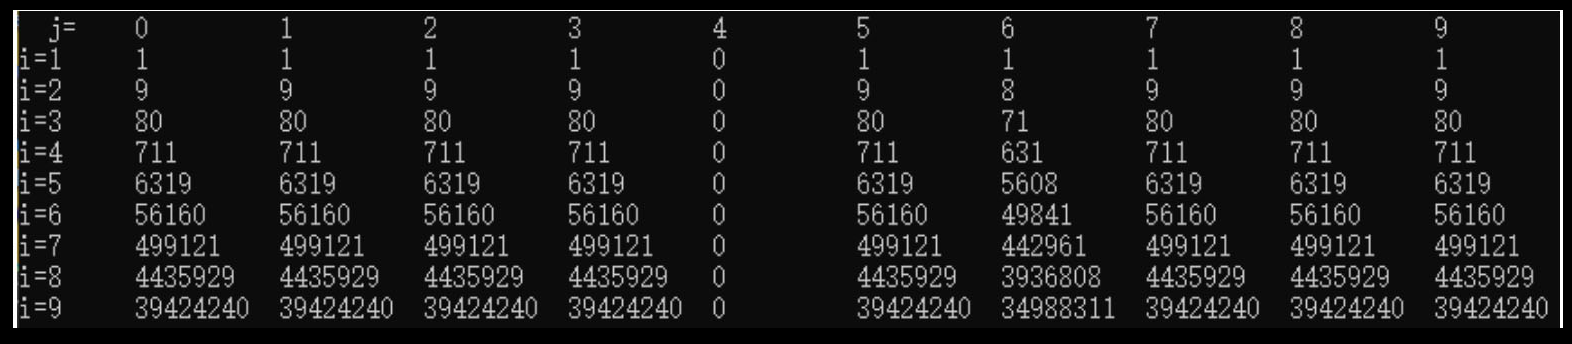 j= 0 1 2 3 4 5 6 7 8 9
i=1 1 1 1 1 0 1 1 1 1 1
i=2 9 9 9 9 0 9 8 9 9 9
i=3 80 80 80 80 0 80 71 80 80 80
i=4 711 711 711 711 0 711 631 711 711 711
i=5 6319 6319 6319 6319 0 6319 5608 6319 6319 6319
i=6 56160 56160 56160 56160 0 56160 49841 56160 56160 56160
i=7 499121 499121 499121 499121 0 499121 442961 499121 499121 499121
i=8 4435929 4435929 4435929 4435929 0 4435929 3936808 4435929 4435929 4435929
i=9 39424240 39424240 39424240 39424240 0 39424240 34988311 39424240 39424240 39424240